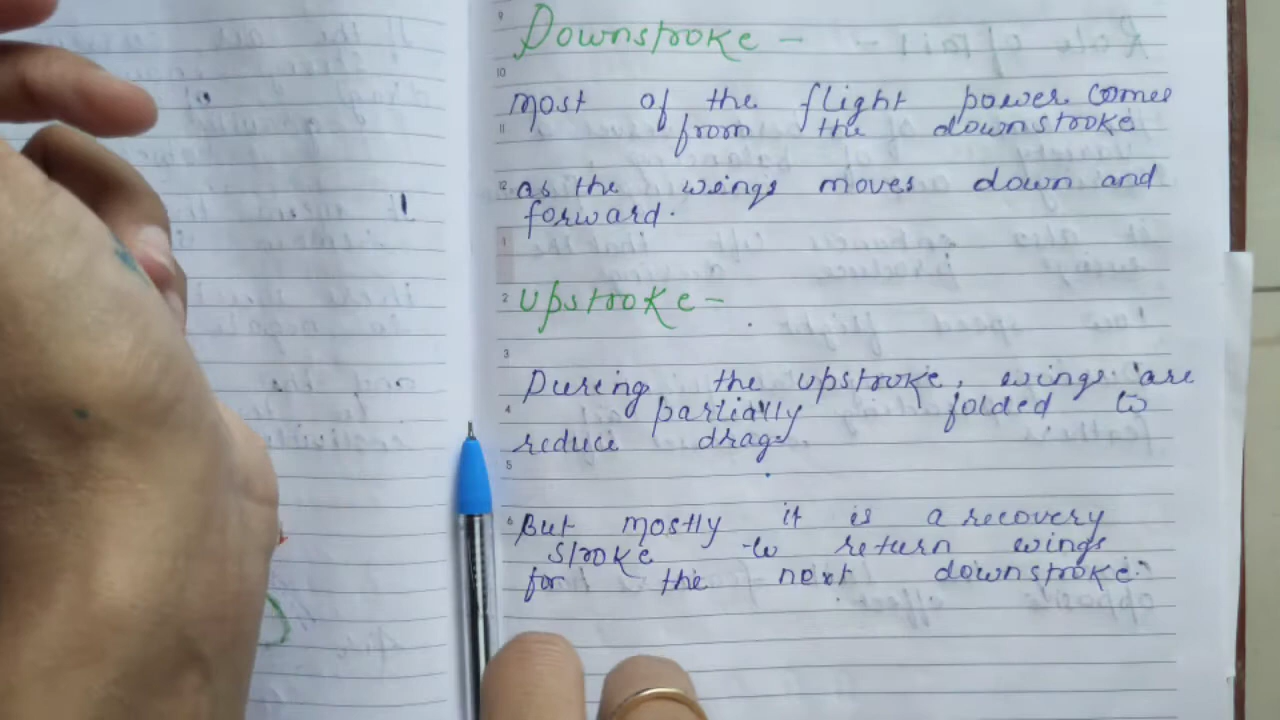 Downstroke -
most of the flight power comes
from the downstroke
as the wings moves down and
forward.
Upstroke -
During the upstroke, wings are
partially folded to
reduce drag.
But mostly it is a recovery
stroke to return wings
for the next downstroke.